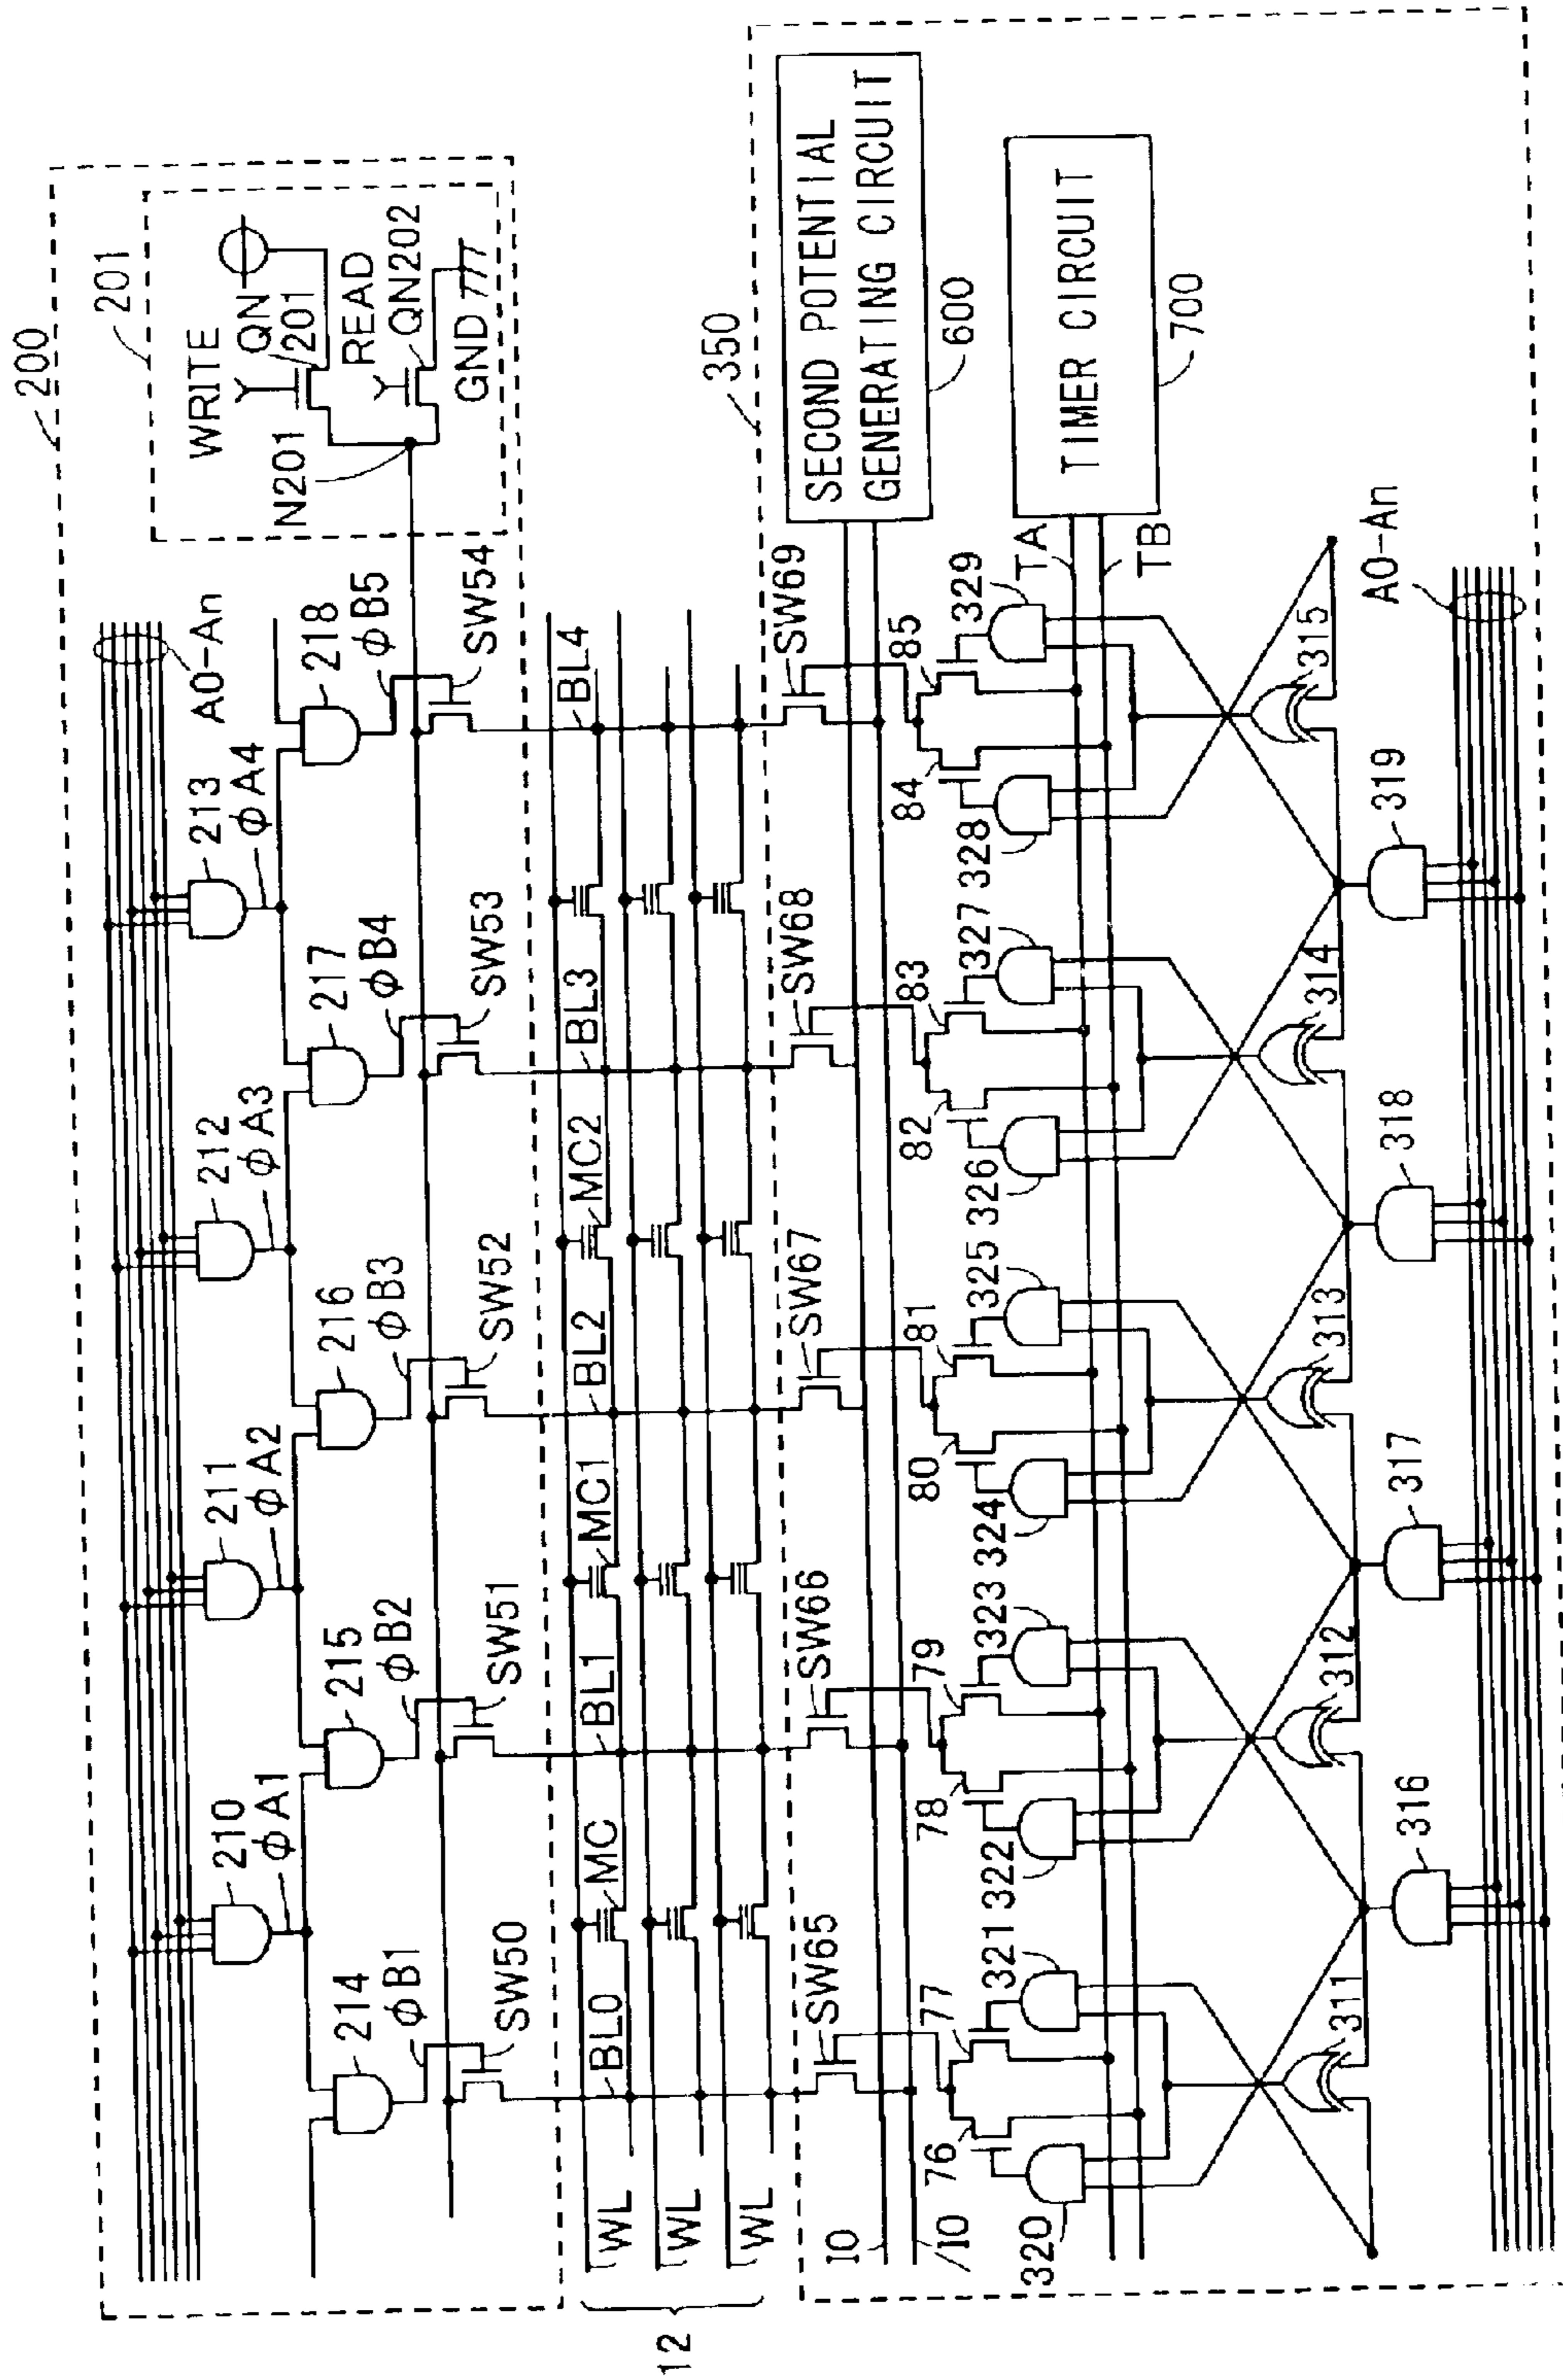 200
201
WRITE
QN
201
READ
QN202
GND
N201
A0-An
210
211
212
213
ΦA1
ΦA2
ΦA3
ΦA4
214
215
216
217
218
ΦB1
ΦB2
ΦB3
ΦB4
ΦB5
SW50
SW51
SW52
SW53
SW54
BL0
MC
BL1
MC1
BL2
MC2
BL3
BL4
WL
WL
WL
12
350
SW65
SW66
SW67
SW68
SW69
IO
/IO
SECOND POTENTIAL
GENERATING CIRCUIT
600
TIMER CIRCUIT
700
TA
TB
76
77
78
79
80
81
82
83
84
85
320
321
322
323
324
325
326
327
328
329
311
312
313
314
315
316
317
318
319
A0-An